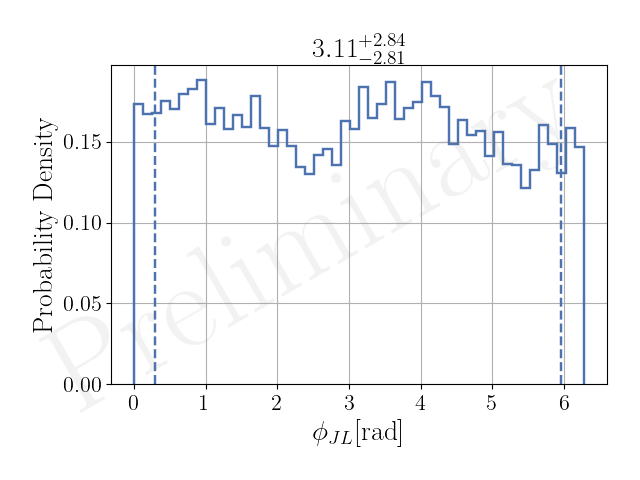 3.11^{+2.84}_{-2.81}
Probability Density
0.15
0.10
0.05
0.00
0 1 2 3 4 5 6
ϕ_{JL}[rad]
Preliminary